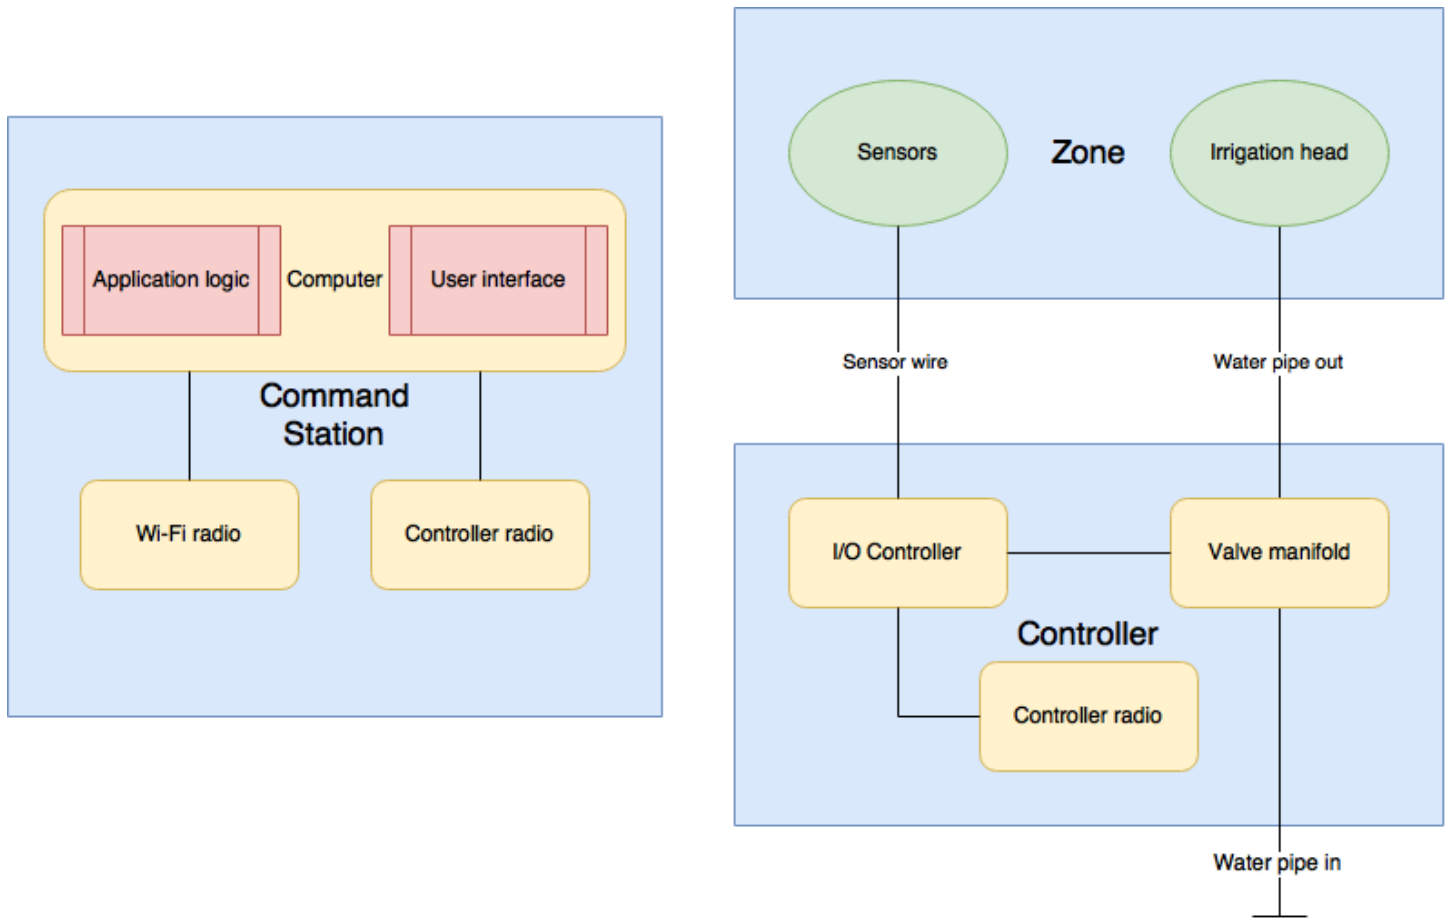 Sensors
Zone
Irrigation head
Application logic
Computer
User interface
Sensor wire
Water pipe out
Command
Station
Wi-Fi radio
Controller radio
I/O Controller
Valve manifold
Controller
Controller radio
Water pipe in